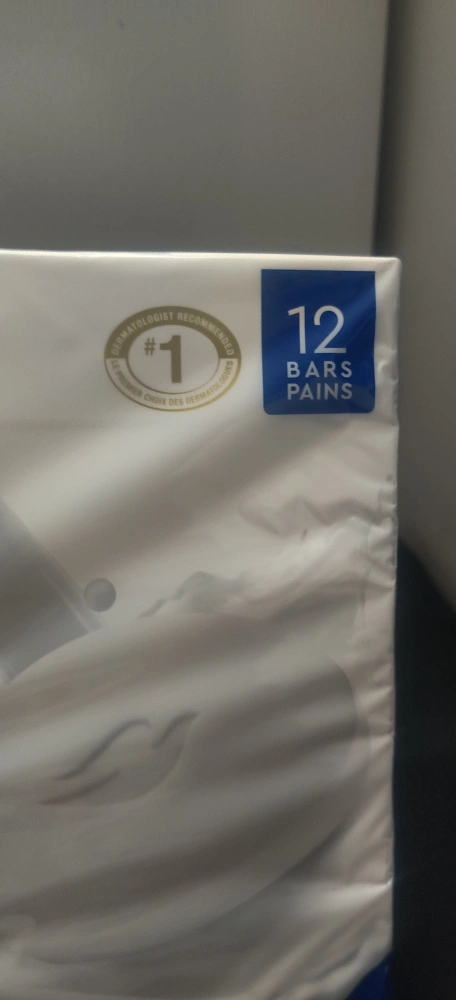 DERMATOLOGIST RECOMMENDED
#1
LE PREMIER CHOIX DES DERMATOLOGUES
12
BARS
PAINS